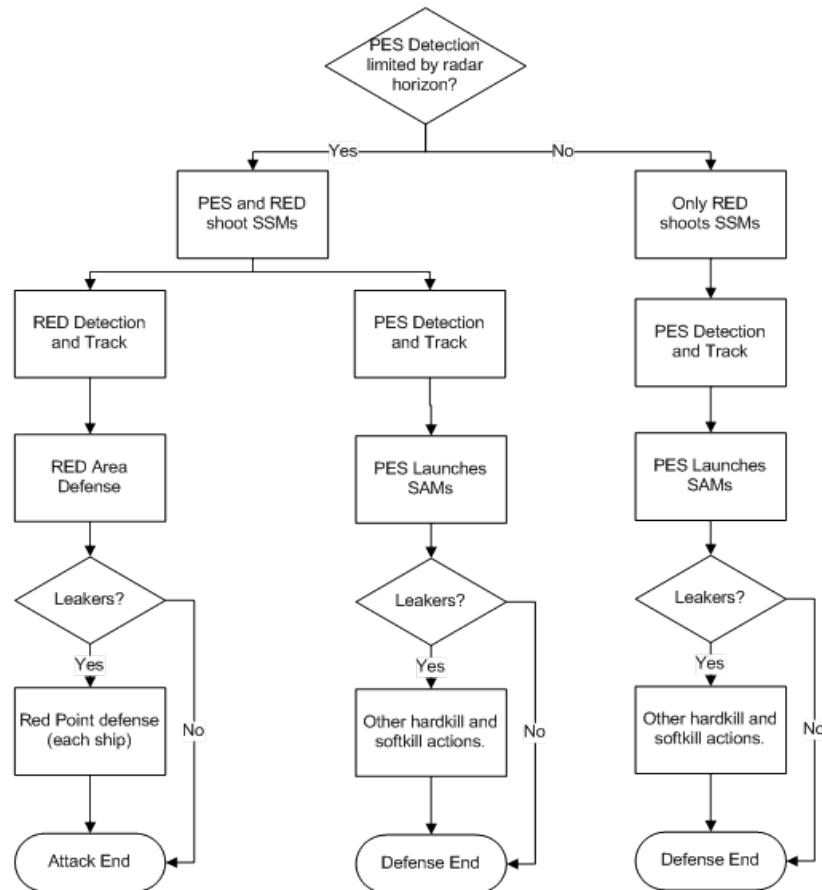 PES Detection
limited by radar
horizon?
Yes
No
PES and RED
shoot SSMs
Only RED
shoots SSMs
RED Detection
and Track
PES Detection
and Track
PES Detection
and Track
RED Area
Defense
PES Launches
SAMs
PES Launches
SAMs
Leakers?
Leakers?
Leakers?
Yes
Yes
Yes
Red Point defense
(each ship)
No
Other hardkill and
softkill actions.
No
Other hardkill and
softkill actions.
No
Attack End
Defense End
Defense End